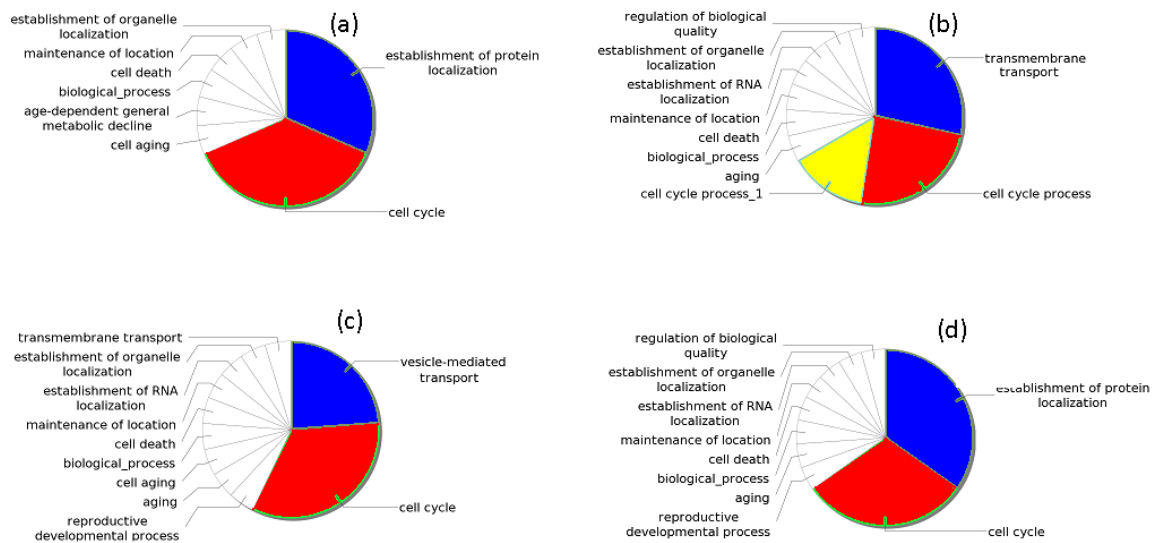 (a)
establishment of organelle
localization
maintenance of location
cell death
biological_process
age-dependent general
metabolic decline
cell aging
establishment of protein
localization
cell cycle
(b)
regulation of biological
quality
establishment of organelle
localization
establishment of RNA
localization
maintenance of location
cell death
biological_process
aging
cell cycle process_1
transmembrane
transport
cell cycle process
(c)
transmembrane transport
establishment of organelle
localization
establishment of RNA
localization
maintenance of location
cell death
biological_process
cell aging
aging
reproductive
developmental process
vesicle-mediated
transport
cell cycle
(d)
regulation of biological
quality
establishment of organelle
localization
establishment of RNA
localization
maintenance of location
cell death
biological_process
aging
reproductive
developmental process
establishment of protein
localization
cell cycle